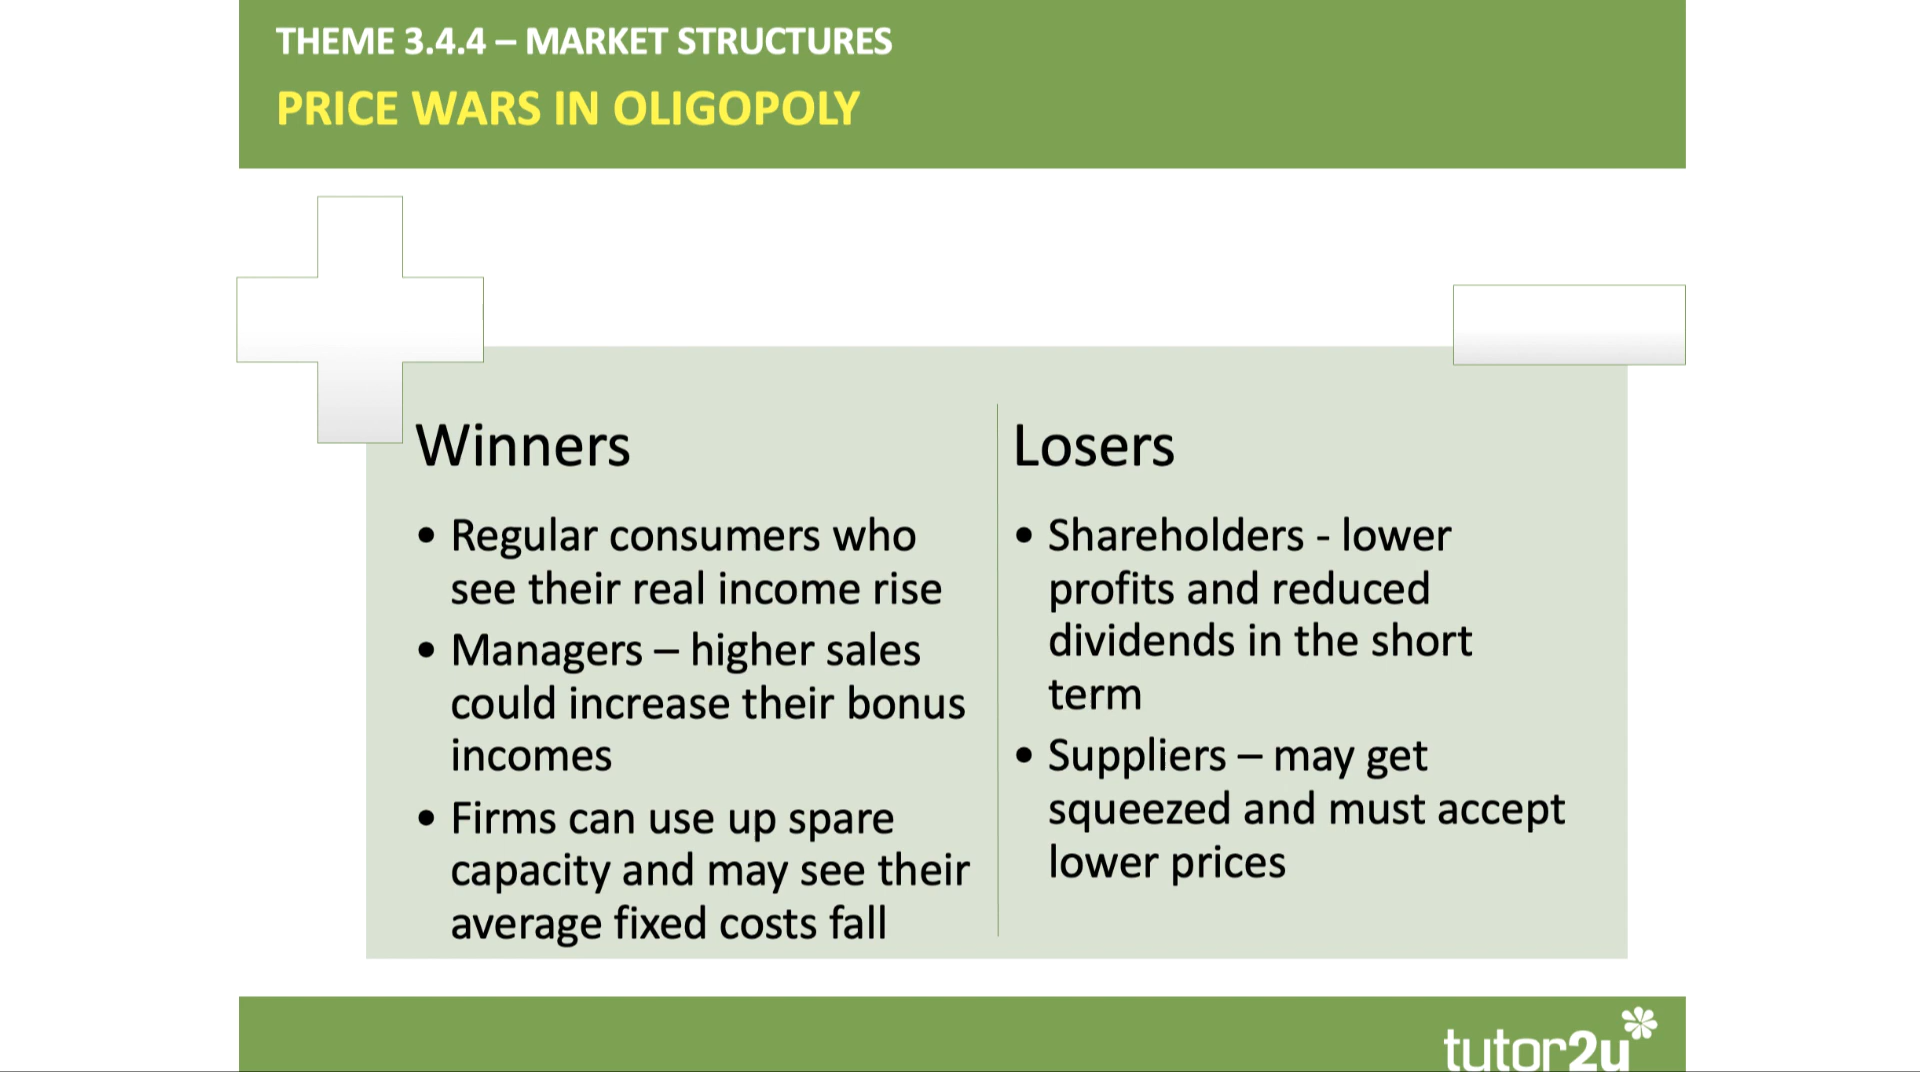 THEME 3.4.4 – MARKET STRUCTURES
PRICE WARS IN OLIGOPOLY
Winners
• Regular consumers who
see their real income rise
• Managers – higher sales
could increase their bonus
incomes
• Firms can use up spare
capacity and may see their
average fixed costs fall
Losers
• Shareholders - lower
profits and reduced
dividends in the short
term
• Suppliers – may get
squeezed and must accept
lower prices
tutor2u